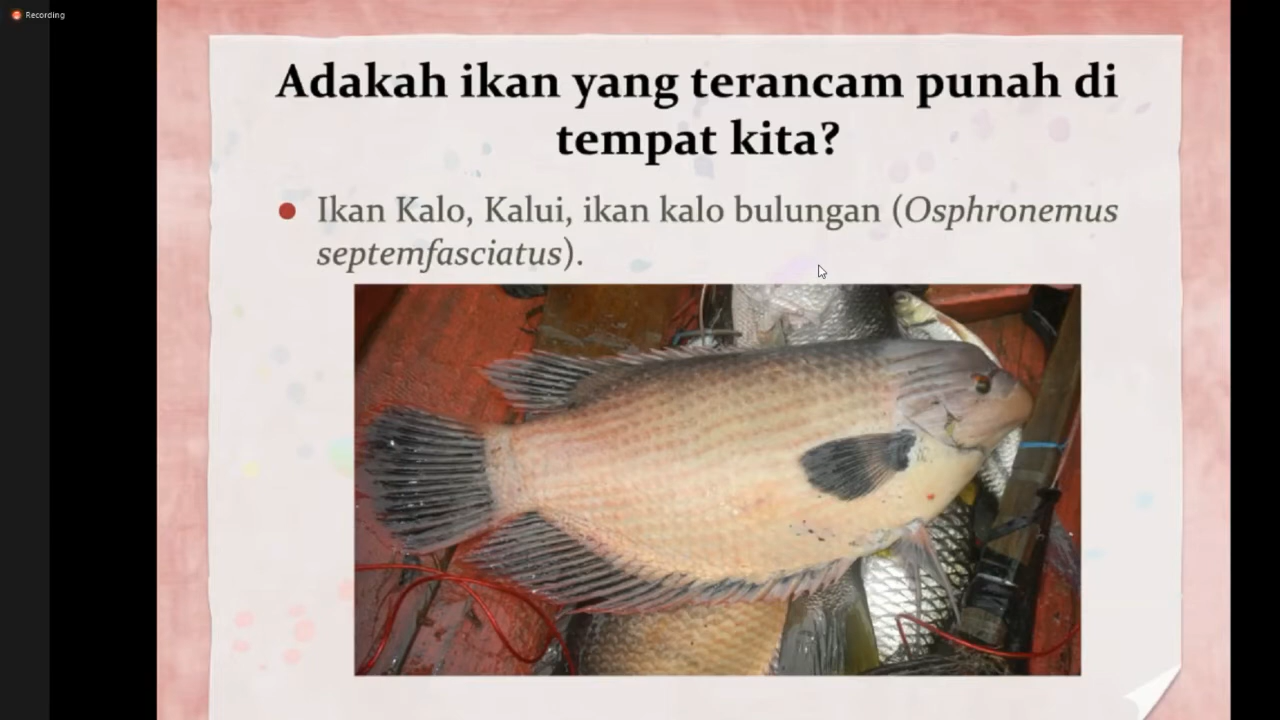 Recording
Adakah ikan yang terancam punah di
tempat kita?
Ikan Kalo, Kalui, ikan kalo bulungan (Osphronemus
septemfasciatus).